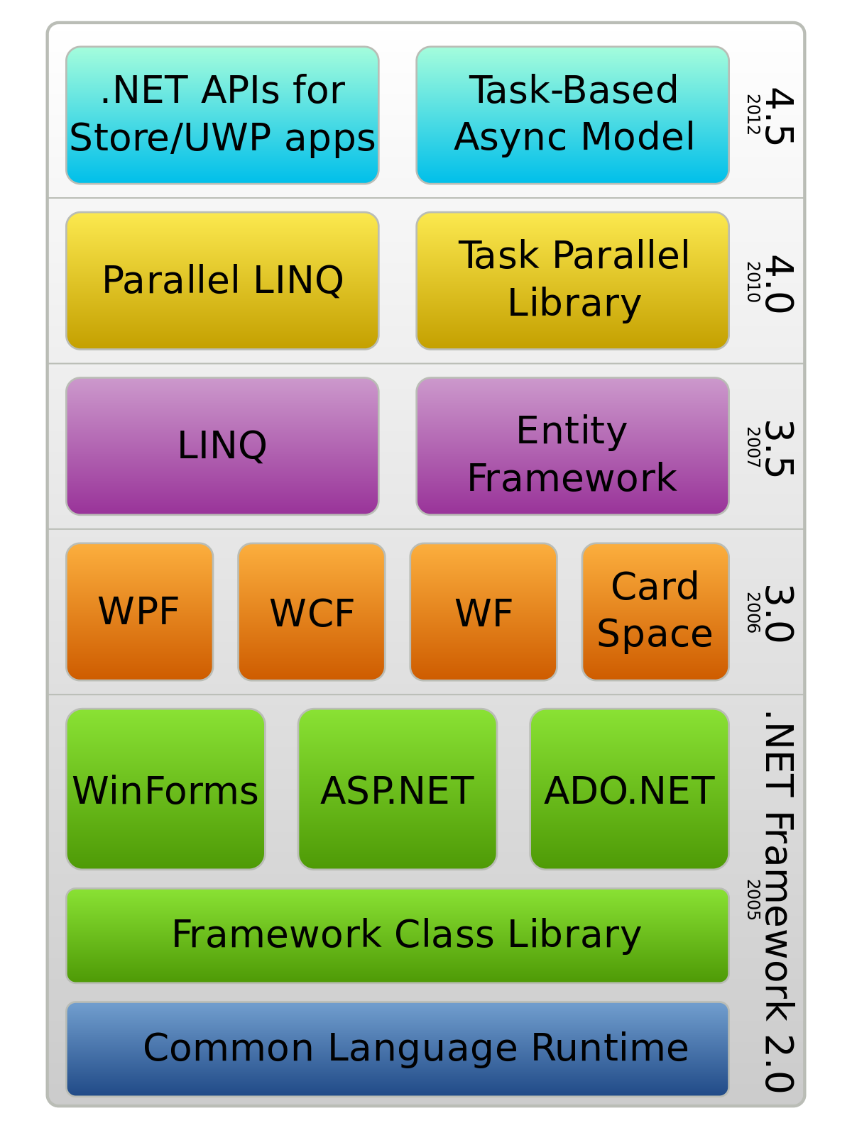 .NET APIs for
Store/UWP apps
Task-Based
Async Model
4.5
2012
Parallel LINQ
Task Parallel
Library
4.0
2010
LINQ
Entity
Framework
3.5
2007
WPF
WCF
WF
Card
Space
3.0
2006
WinForms
ASP.NET
ADO.NET
Framework Class Library
Common Language Runtime
.NET Framework 2.0
2005